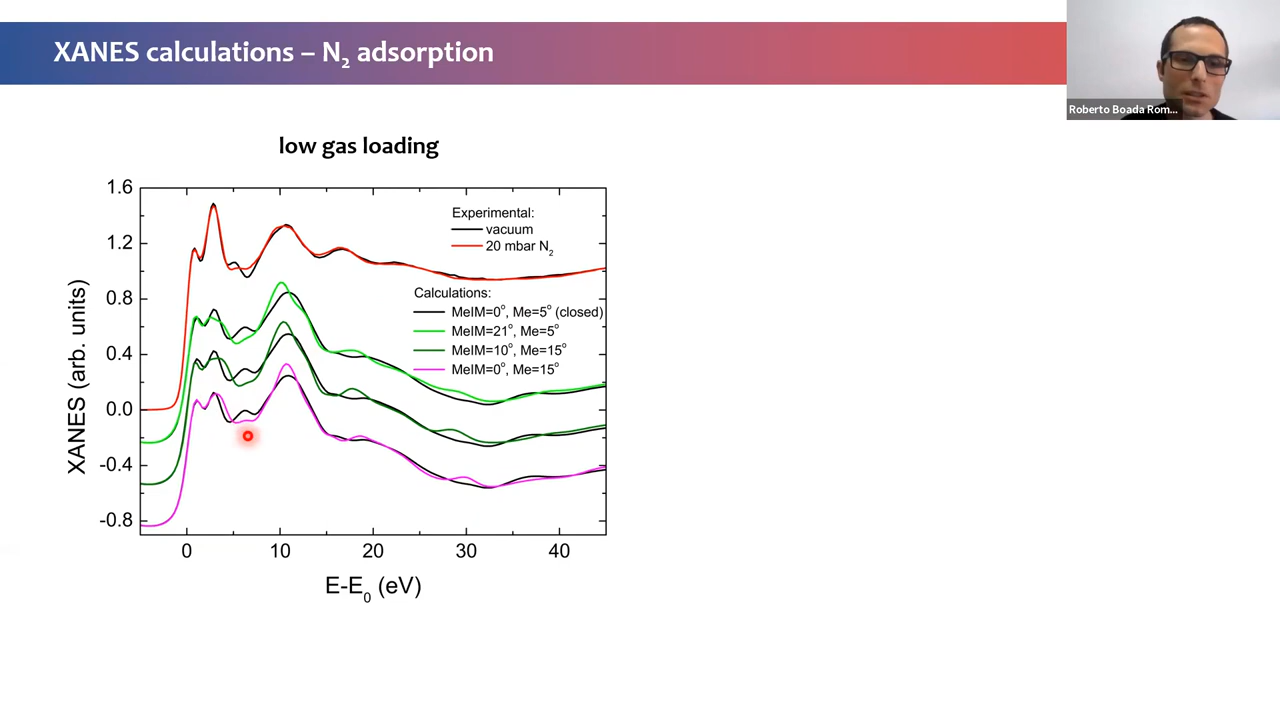 XANES calculations – N₂ adsorption
Roberto Boada Rom...
low gas loading
1.6
1.2
0.8
0.4
0.0
-0.4
-0.8
XANES (arb. units)
Experimental:
vacuum
20 mbar N₂
Calculations:
MeIM=0°, Me=5° (closed)
MeIM=21°, Me=5°
MeIM=10°, Me=15°
MeIM=0°, Me=15°
0 10 20 30 40
E-E₀ (eV)